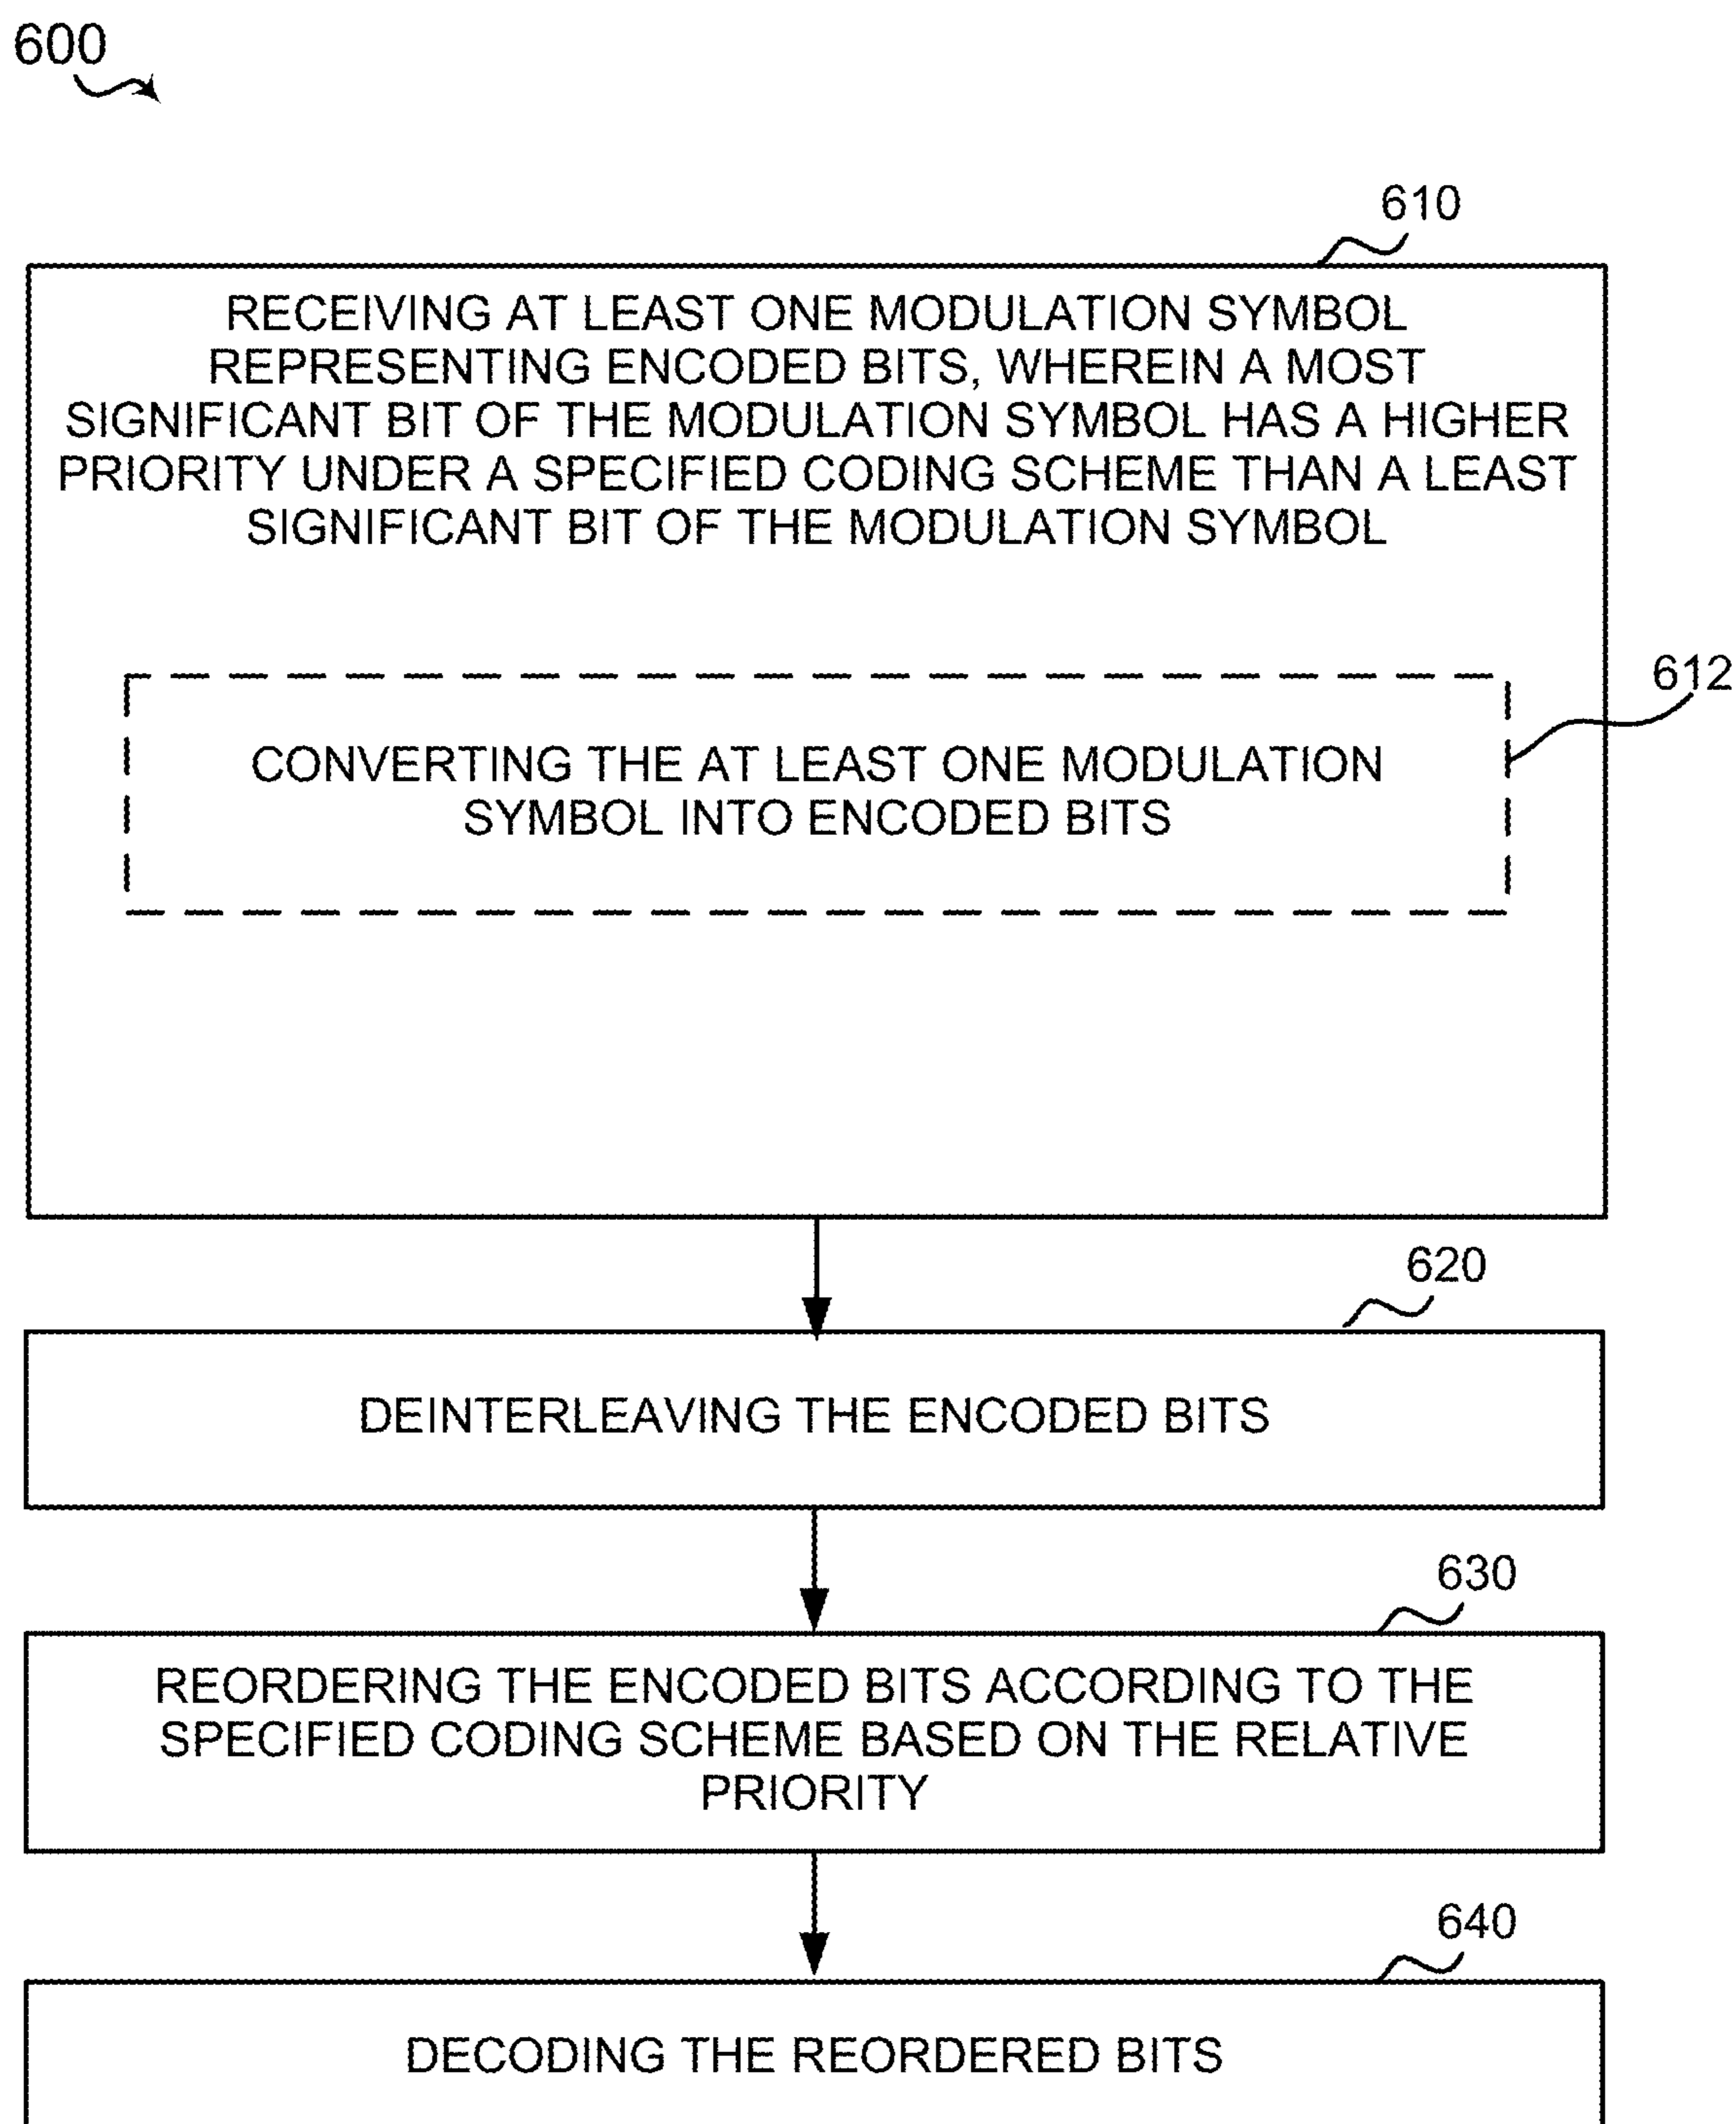 600
610
RECEIVING AT LEAST ONE MODULATION SYMBOL
REPRESENTING ENCODED BITS, WHEREIN A MOST
SIGNIFICANT BIT OF THE MODULATION SYMBOL HAS A HIGHER
PRIORITY UNDER A SPECIFIED CODING SCHEME THAN A LEAST
SIGNIFICANT BIT OF THE MODULATION SYMBOL
612
CONVERTING THE AT LEAST ONE MODULATION
SYMBOL INTO ENCODED BITS
620
DEINTERLEAVING THE ENCODED BITS
630
REORDERING THE ENCODED BITS ACCORDING TO THE
SPECIFIED CODING SCHEME BASED ON THE RELATIVE
PRIORITY
640
DECODING THE REORDERED BITS